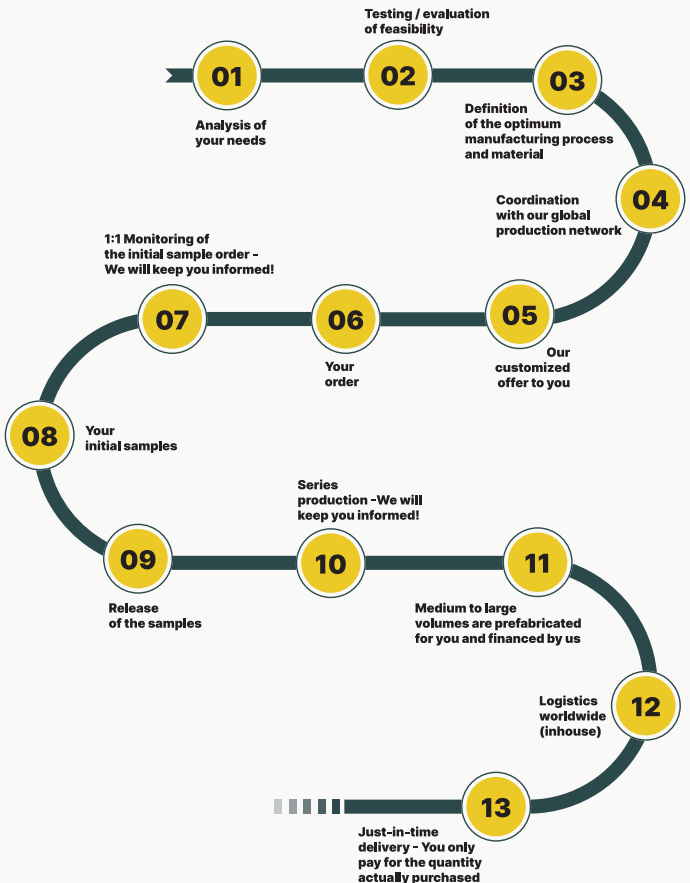 01
Analysis of
your needs
02
Testing / evaluation
of feasibility
03
Definition
of the optimum
manufacturing process
and material
04
Coordination
with our global
production network
05
Our
customized
offer to you
06
Your
order
07
1:1 Monitoring of
the initial sample order -
We will keep you informed!
08
Your
initial samples
09
Release
of the samples
10
Series
production -We will
keep you informed!
11
Medium to large
volumes are prefabricated
for you and financed by us
12
Logistics
worldwide
(inhouse)
13
Just-in-time
delivery - You only
pay for the quantity
actually purchased